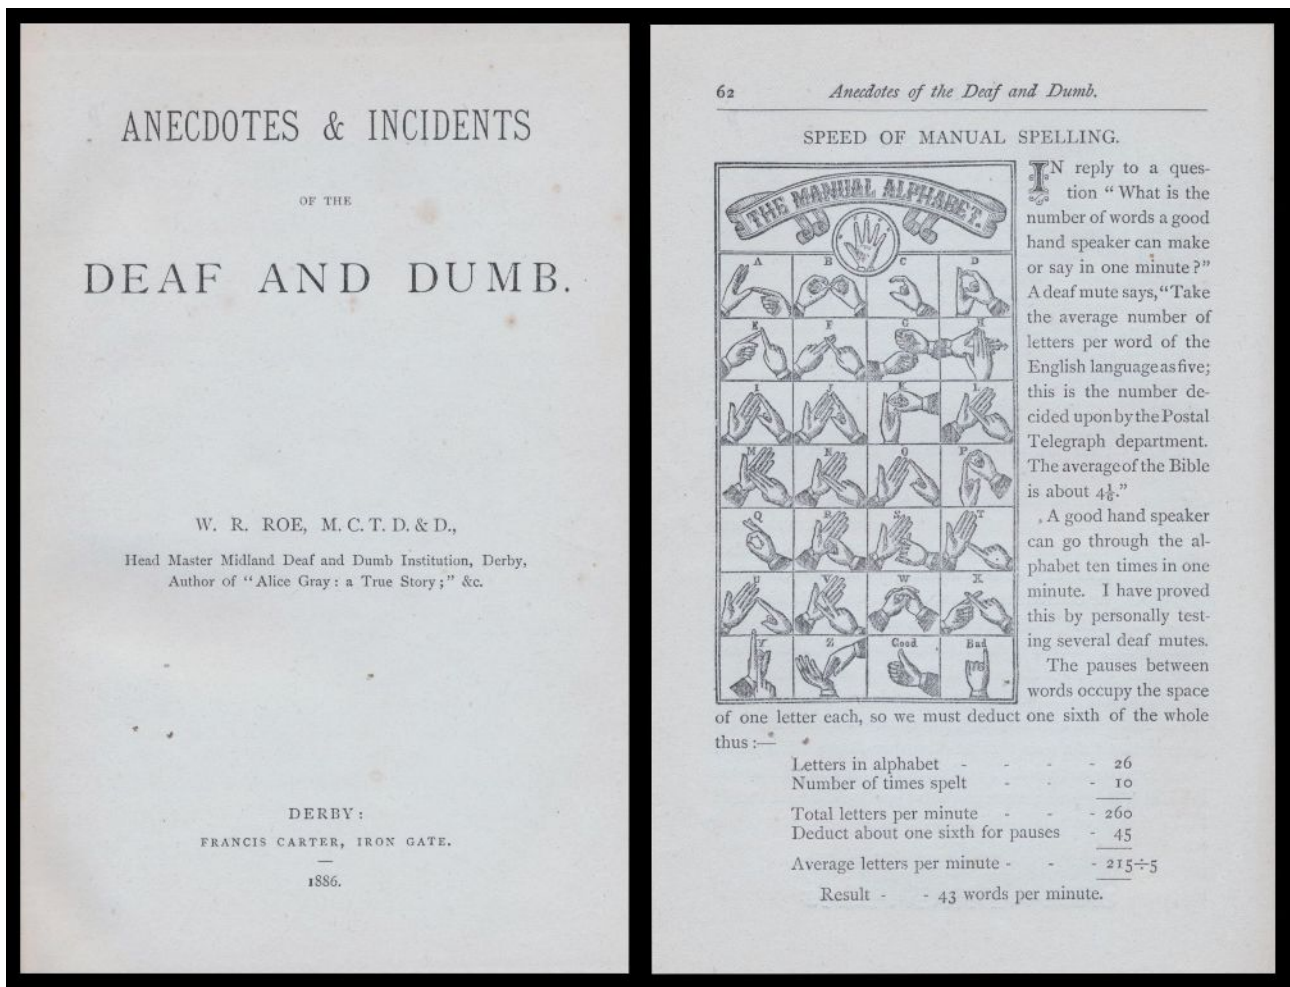 ANECDOTES & INCIDENTS
OF THE
DEAF AND DUMB.
W. R. ROE, M. C. T. D. & D.,
Head Master Midland Deaf and Dumb Institution, Derby,
Author of "Alice Gray: a True Story;" &c.
DERBY:
FRANCIS CARTER, IRON GATE.
1886.
62 Anecdotes of the Deaf and Dumb.
SPEED OF MANUAL SPELLING.
THE MANUAL ALPHABET.
A B C D
E F G H
I J K L
M N O P
Q R S T
U V W X
Y Z Good Bad
IN reply to a ques-
tion "What is the
number of words a good
hand speaker can make
or say in one minute?"
A deaf mute says, "Take
the average number of
letters per word of the
English language as five;
this is the number de-
cided upon by the Postal
Telegraph department.
The average of the Bible
is about 4⅙."
A good hand speaker
can go through the al-
phabet ten times in one
minute. I have proved
this by personally test-
ing several deaf mutes.
The pauses between
words occupy the space
of one letter each, so we must deduct one sixth of the whole
thus :—
Letters in alphabet - - - - 26
Number of times spelt - - - 10
Total letters per minute - - - 260
Deduct about one sixth for pauses - 45
Average letters per minute - - - 215÷5
Result - - 43 words per minute.